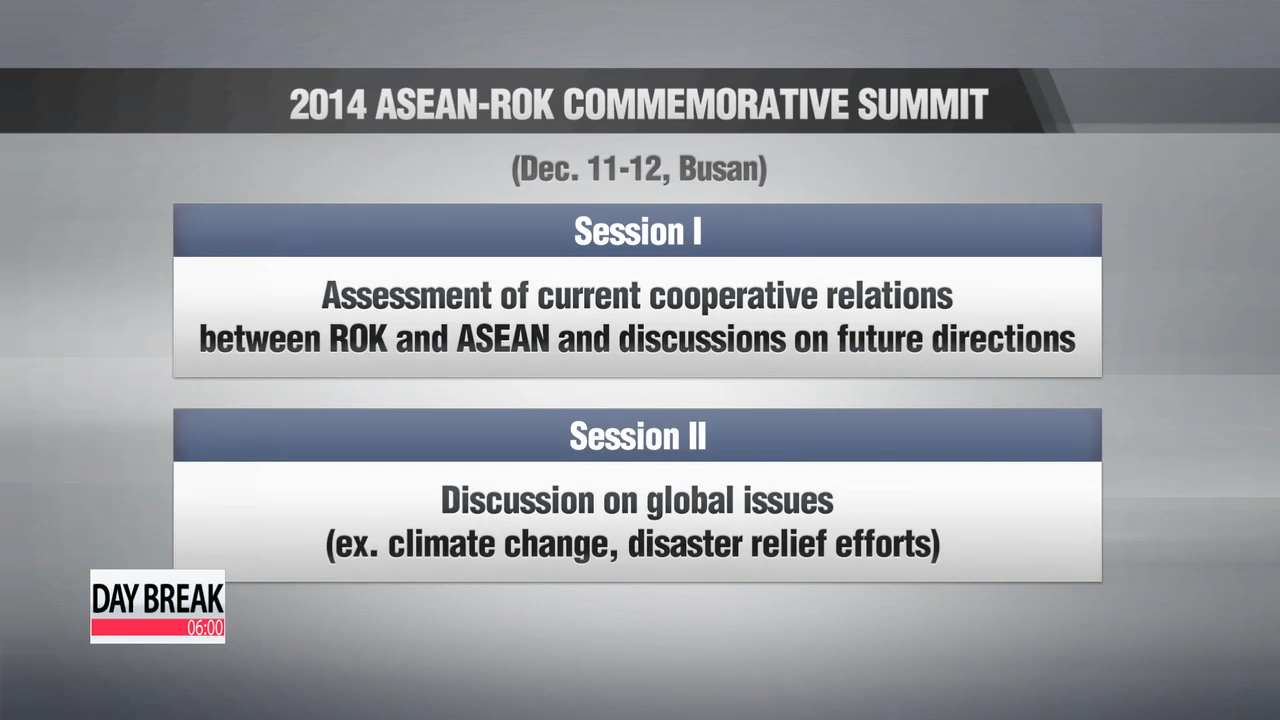 2014 ASEAN-ROK COMMEMORATIVE SUMMIT
(Dec. 11-12, Busan)
Session I
Assessment of current cooperative relations
between ROK and ASEAN and discussions on future directions
Session II
Discussion on global issues
(ex. climate change, disaster relief efforts)
DAY BREAK
06:00